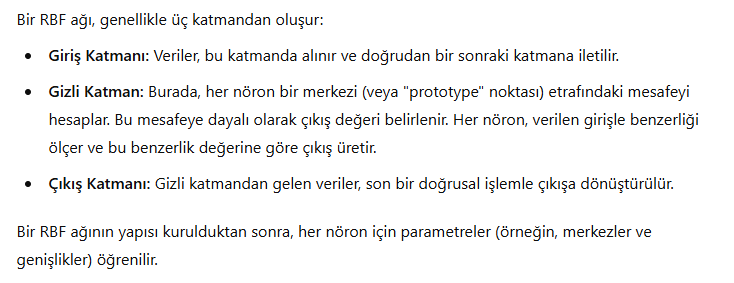 Bir RBF ağı, genellikle üç katmandan oluşur:
• Giriş Katmanı: Veriler, bu katmanda alınır ve doğrudan bir sonraki katmana iletilir.
• Gizli Katman: Burada, her nöron bir merkezi (veya "prototype" noktası) etrafındaki mesafeyi
hesaplar. Bu mesafeye dayalı olarak çıkış değeri belirlenir. Her nöron, verilen girişle benzerliği
ölçer ve bu benzerlik değerine göre çıkış üretir.
• Çıkış Katmanı: Gizli katmandan gelen veriler, son bir doğrusal işlemle çıkışa dönüştürülür.
Bir RBF ağının yapısı kurulduktan sonra, her nöron için parametreler (örneğin, merkezler ve
genişlikler) öğrenilir.